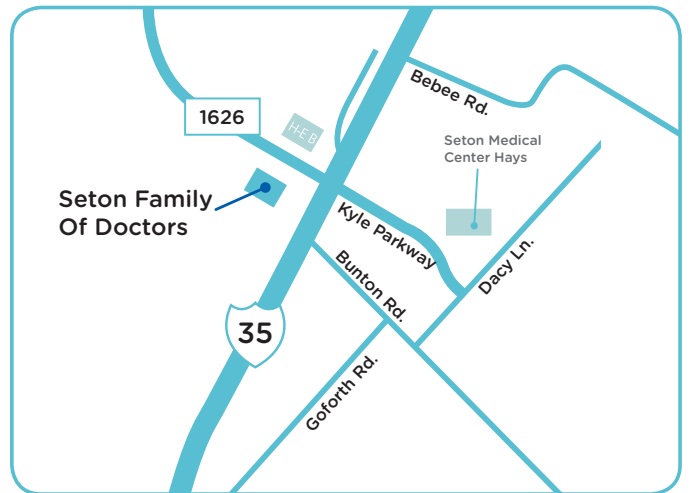 Bebee Rd.
1626
H-E-B
Seton Medical
Center Hays
Seton Family
Of Doctors
Kyle Parkway
Dacy Ln.
Bunton Rd.
35
Goforth Rd.